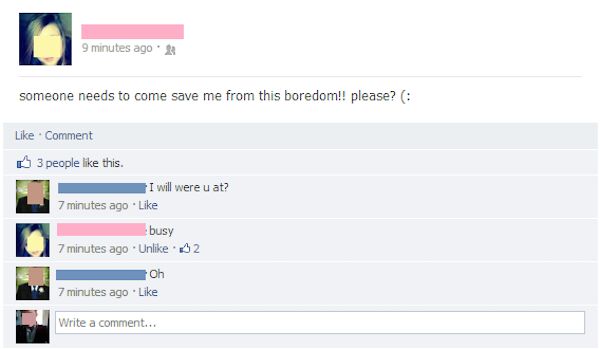 9 minutes ago ·
someone needs to come save me from this boredom!! please? (:
Like · Comment
3 people like this.
I will were u at?
7 minutes ago · Like
busy
7 minutes ago · Unlike · 2
Oh
7 minutes ago · Like
Write a comment...